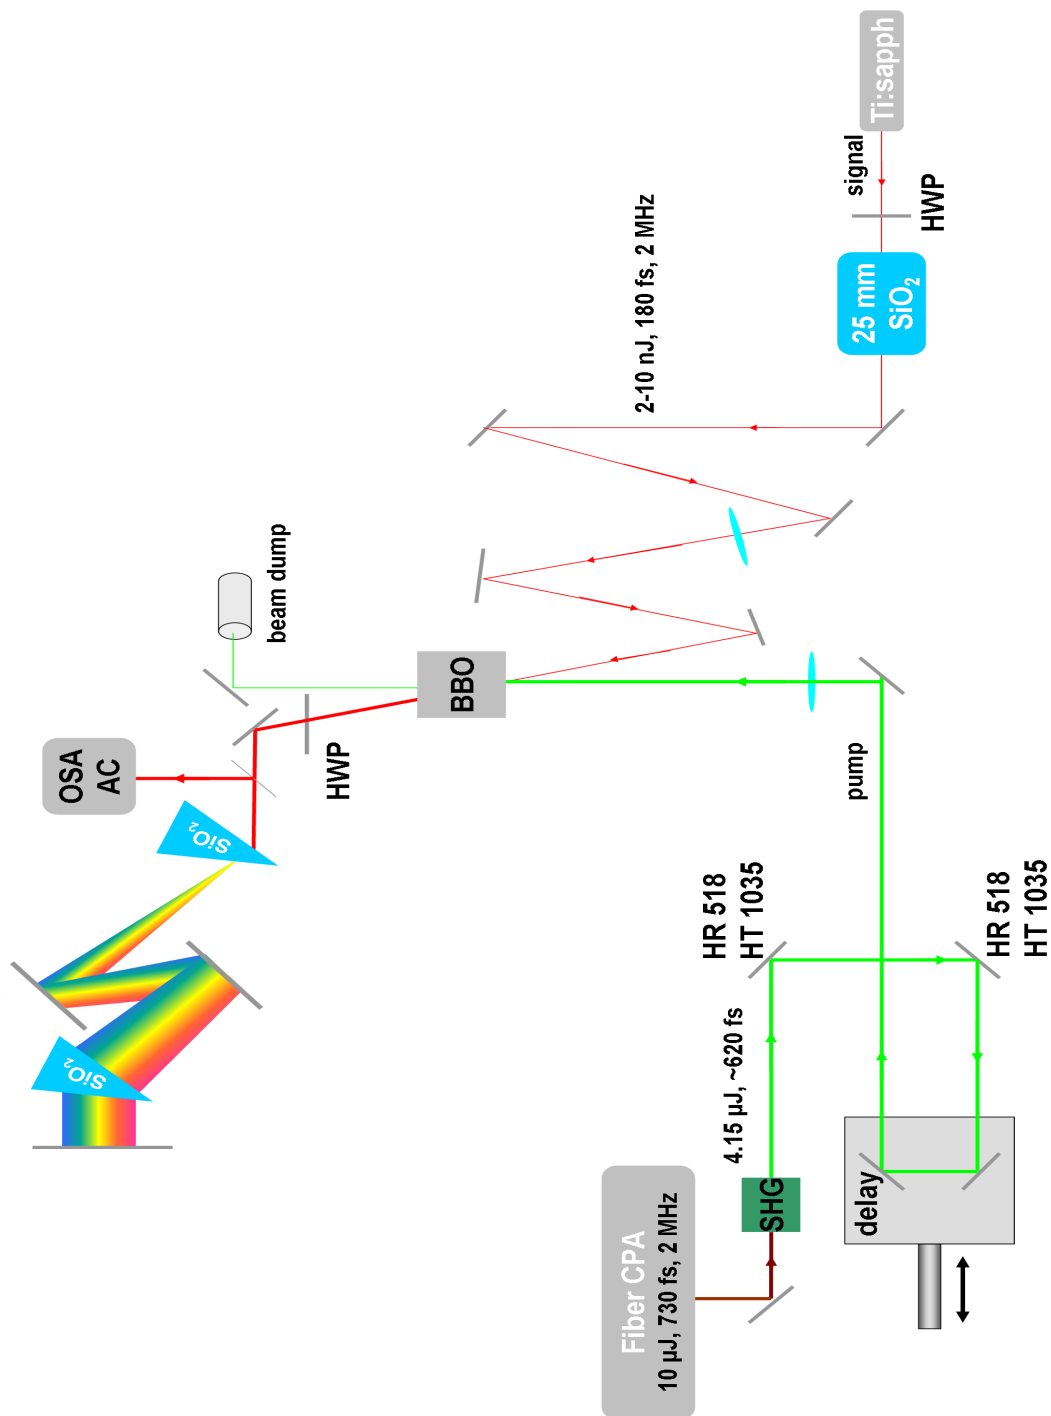 Ti:sapph
signal
HWP
25 mm
SiO₂
2-10 nJ, 180 fs, 2 MHz
beam dump
BBO
HWP
OSA
AC
SiO₂
SiO₂
pump
HR 518
HT 1035
HR 518
HT 1035
4.15 µJ, ~620 fs
SHG
delay
Fiber CPA
10 µJ, 730 fs, 2 MHz